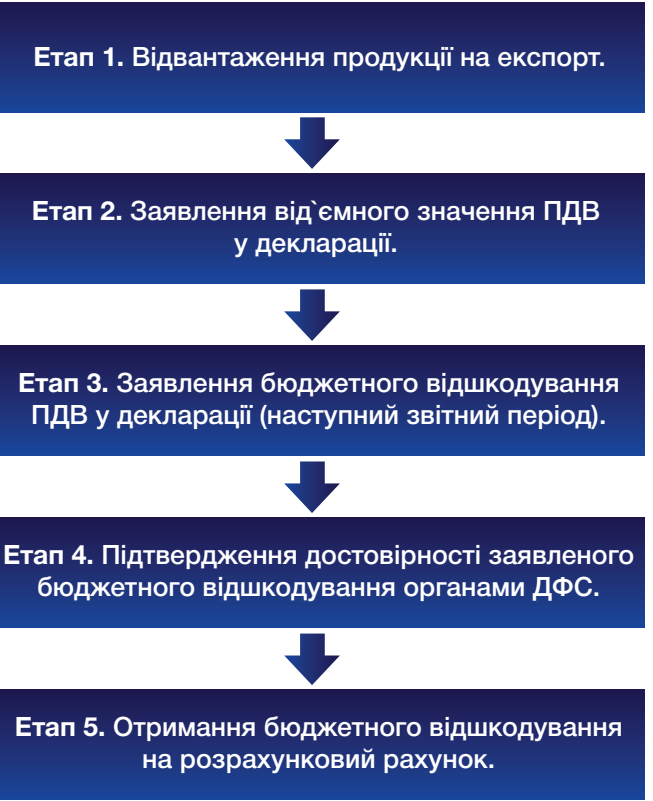 Етап 1. Відвантаження продукції на експорт.
Етап 2. Заявлення від`ємного значення ПДВ
у декларації.
Етап 3. Заявлення бюджетного відшкодування
ПДВ у декларації (наступний звітний період).
Етап 4. Підтвердження достовірності заявленого
бюджетного відшкодування органами ДФС.
Етап 5. Отримання бюджетного відшкодування
на розрахунковий рахунок.